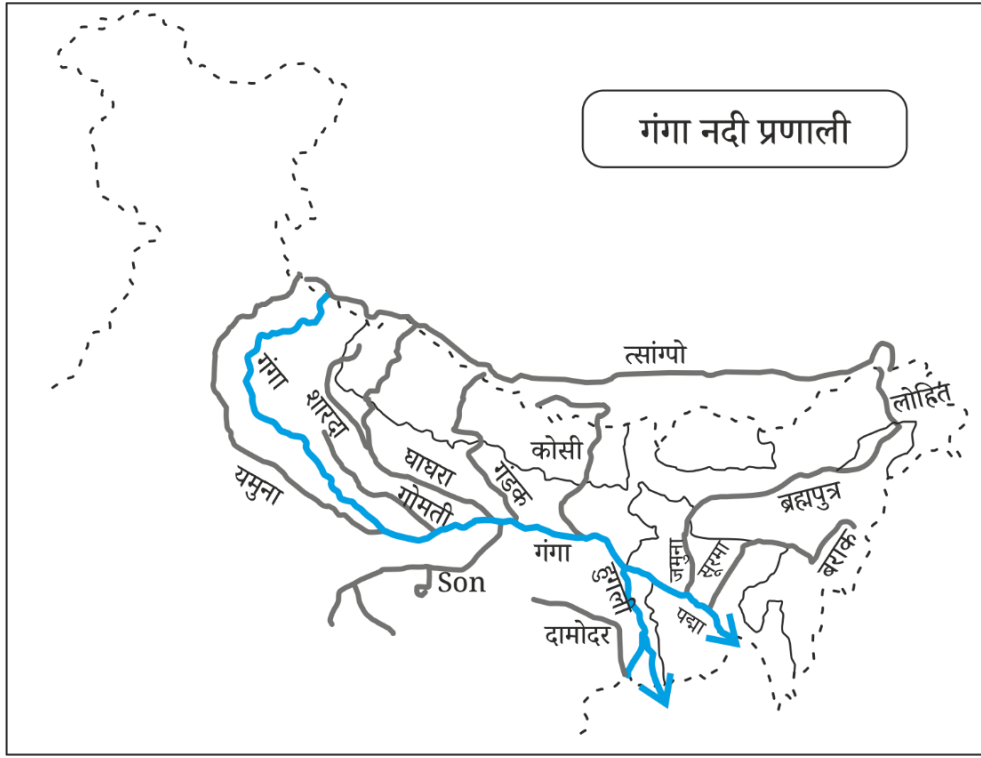 गंगा नदी प्रणाली
त्सांग्पो
गंगा
लोहित
शारदा
कोसी
घाघरा
गंडक
यमुना
गोमती
ब्रह्मपुत्र
गंगा
जमुना
सूरमा
बराक
Son
हुगली
पद्मा
दामोदर